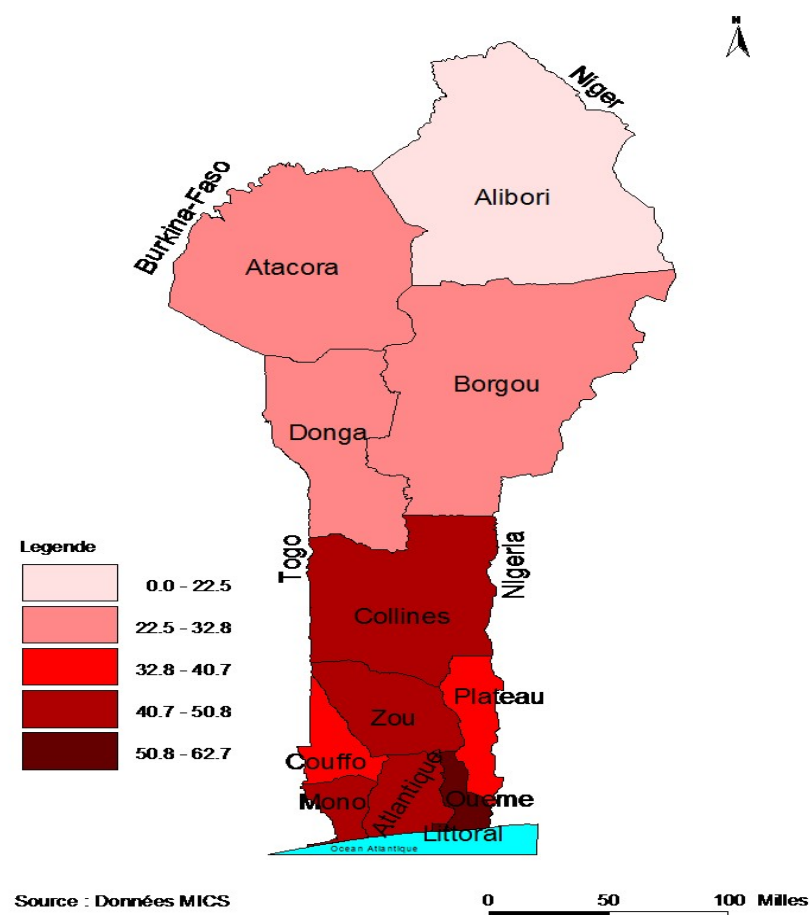 N
Niger
Burkina-Faso
Alibori
Atacora
Borgou
Donga
Legende
Togo
Nigeria
0.0 - 22.5
22.5 - 32.8
Collines
32.8 - 40.7
Plateau
40.7 - 50.8
Zou
50.8 - 62.7
Couffo
Mono
Atlantique
Oueme
Littoral
Ocean Atlantique
Source : Données MICS
0 50 100 Milles